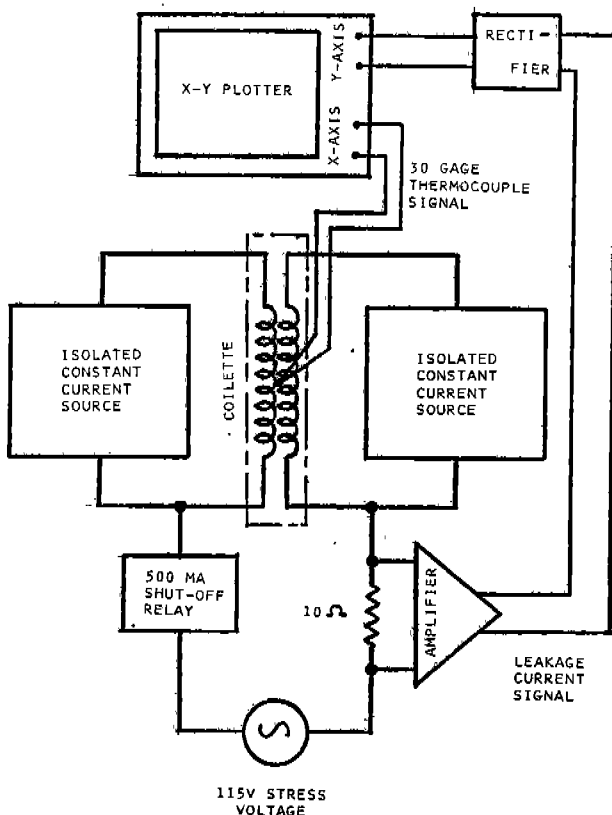 X-Y PLOTTER
Y-AXIS
X-AXIS
RECTI-
FIER
30 GAGE
THERMOCOUPLE
SIGNAL
ISOLATED
CONSTANT
CURRENT
SOURCE
COILETTE
ISOLATED
CONSTANT
CURRENT
SOURCE
500 MA
SHUT-OFF
RELAY
10 Ω
AMPLIFIER
LEAKAGE
CURRENT
SIGNAL
115V STRESS
VOLTAGE